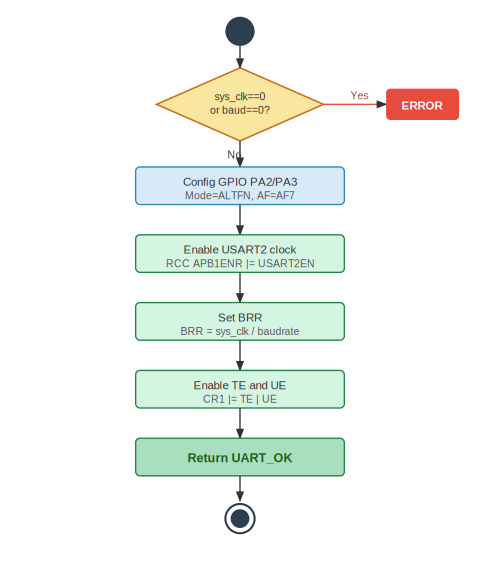 sys_clk==0
or baud==0?
Yes
ERROR
No
Config GPIO PA2/PA3
Mode=ALTFN, AF=AF7
Enable USART2 clock
RCC APB1ENR |= USART2EN
Set BRR
BRR = sys_clk / baudrate
Enable TE and UE
CR1 |= TE | UE
Return UART_OK